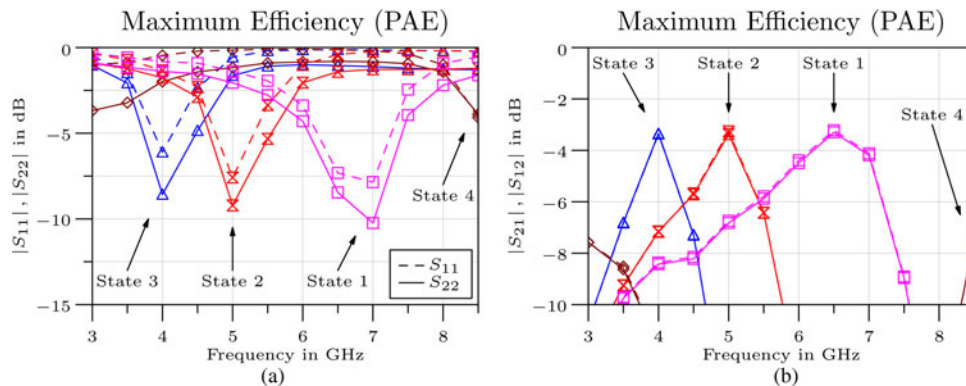 Maximum Efficiency (PAE)
0
−5
−10
−15
|S11| , |S22| in dB
State 3
State 2
State 1
State 4
S11
S22
3
4
5
6
7
8
Frequency in GHz
(a)
Maximum Efficiency (PAE)
0
−2
−4
−6
−8
−10
|S21| , |S12| in dB
State 3
State 2
State 1
State 4
3
4
5
6
7
8
Frequency in GHz
(b)